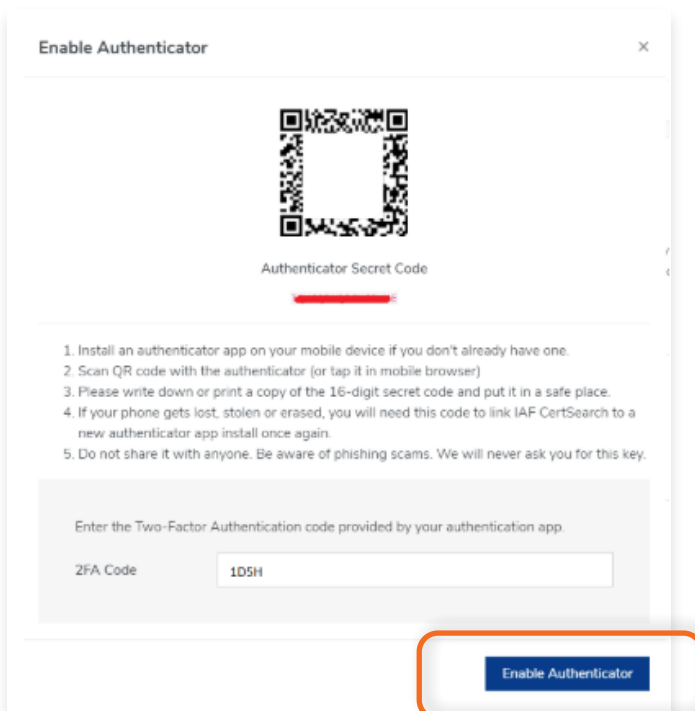 Enable Authenticator ×
Authenticator Secret Code
1. Install an authenticator app on your mobile device if you don't already have one.
2. Scan QR code with the authenticator (or tap it in mobile browser)
3. Please write down or print a copy of the 16-digit secret code and put it in a safe place.
4. If your phone gets lost, stolen or erased, you will need this code to link IAF CertSearch to a
new authenticator app install once again.
5. Do not share it with anyone. Be aware of phishing scams. We will never ask you for this key.
Enter the Two-Factor Authentication code provided by your authentication app.
2FA Code 1D5H
Enable Authenticator